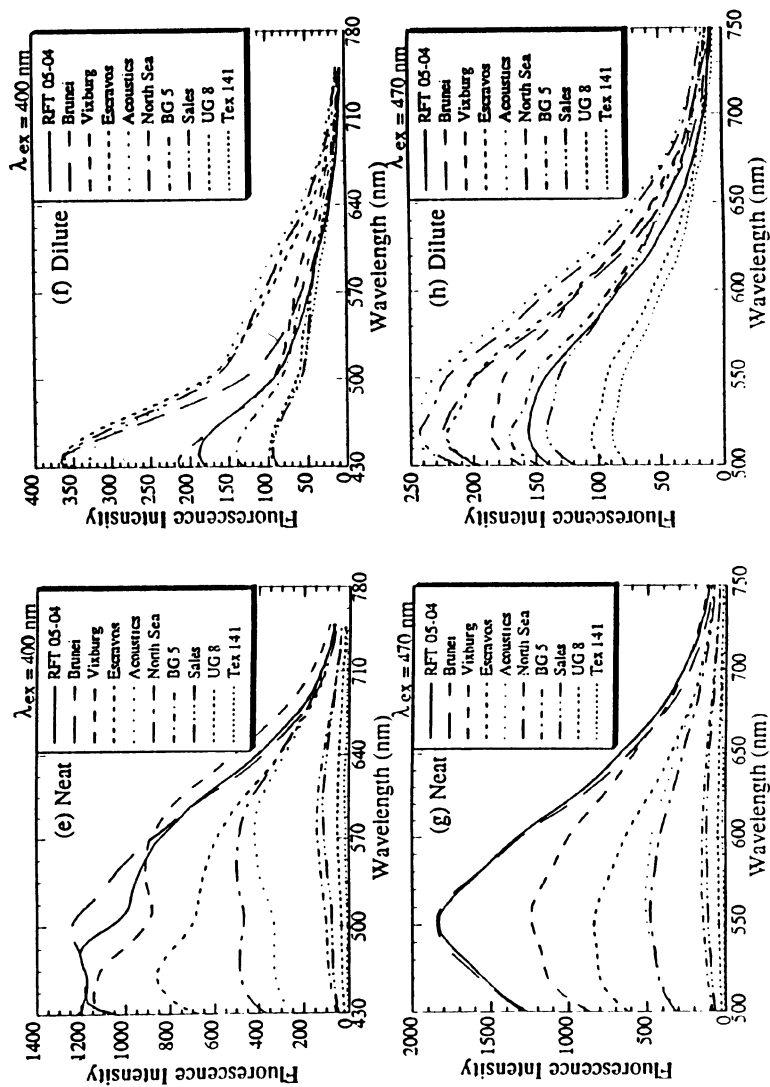 λex = 400 nm
(e) Neat
RFT 05-04
Brunei
Vixburg
Escravos
Acoustics
North Sea
BG 5
Sales
UG 8
Tex 141
Fluorescence Intensity
1400
1200
1000
800
600
400
200
0
430
500
570
640
710
780
Wavelength (nm)
λex = 400 nm
(f) Dilute
RFT 05-04
Brunei
Vixburg
Escravos
Acoustics
North Sea
BG 5
Sales
UG 8
Tex 141
Fluorescence Intensity
400
350
300
250
200
150
100
50
0
430
500
570
640
710
780
Wavelength (nm)
λex = 470 nm
(g) Neat
RFT 05-04
Brunei
Vixburg
Escravos
Acoustics
North Sea
BG 5
Sales
UG 8
Tex 141
Fluorescence Intensity
2000
1500
1000
500
0
500
550
600
650
700
750
Wavelength (nm)
λex = 470 nm
(h) Dilute
RFT 05-04
Brunei
Vixburg
Escravos
Acoustics
North Sea
BG 5
Sales
UG 8
Tex 141
Fluorescence Intensity
250
200
150
100
50
0
500
550
600
650
700
750
Wavelength (nm)